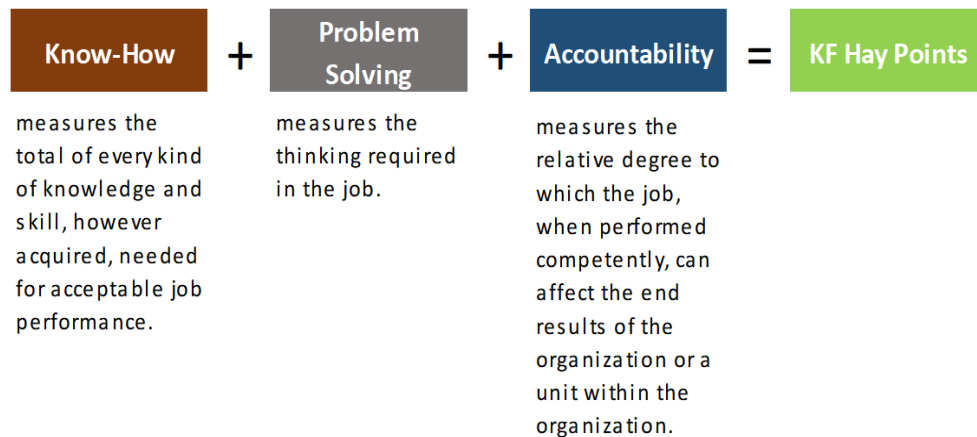 Know-How + Problem Solving + Accountability = KF Hay Points
measures the
total of every kind
of knowledge and
skill, however
acquired, needed
for acceptable job
performance.
measures the
thinking required
in the job.
measures the
relative degree to
which the job,
when performed
competently, can
affect the end
results of the
organization or a
unit within the
organization.